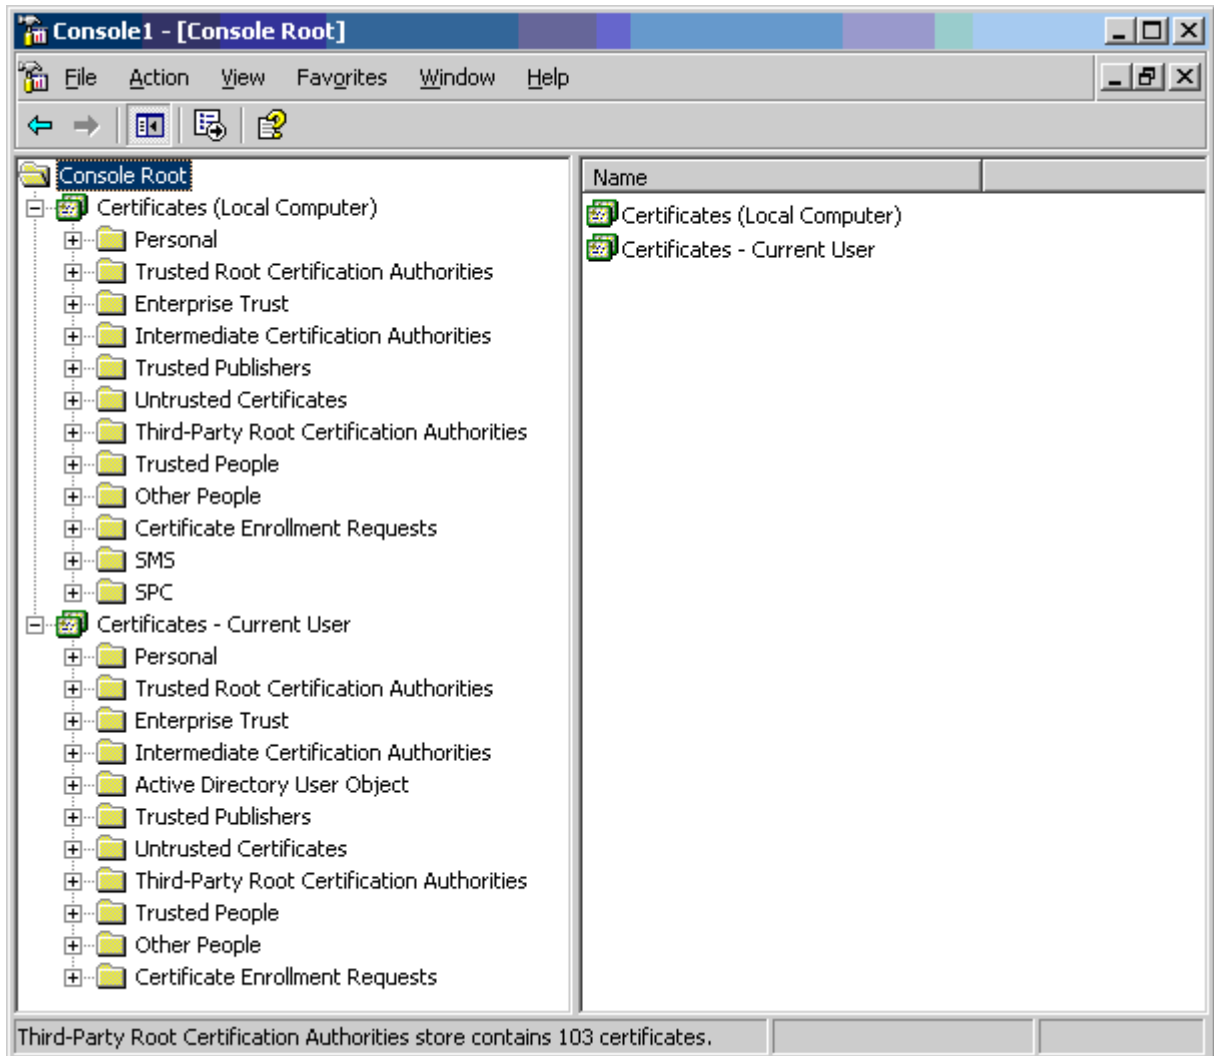 Console1 - [Console Root]
File Action View Favorites Window Help
Console Root
Certificates (Local Computer)
Personal
Trusted Root Certification Authorities
Enterprise Trust
Intermediate Certification Authorities
Trusted Publishers
Untrusted Certificates
Third-Party Root Certification Authorities
Trusted People
Other People
Certificate Enrollment Requests
SMS
SPC
Certificates - Current User
Personal
Trusted Root Certification Authorities
Enterprise Trust
Intermediate Certification Authorities
Active Directory User Object
Trusted Publishers
Untrusted Certificates
Third-Party Root Certification Authorities
Trusted People
Other People
Certificate Enrollment Requests
Name
Certificates (Local Computer)
Certificates - Current User
Third-Party Root Certification Authorities store contains 103 certificates.